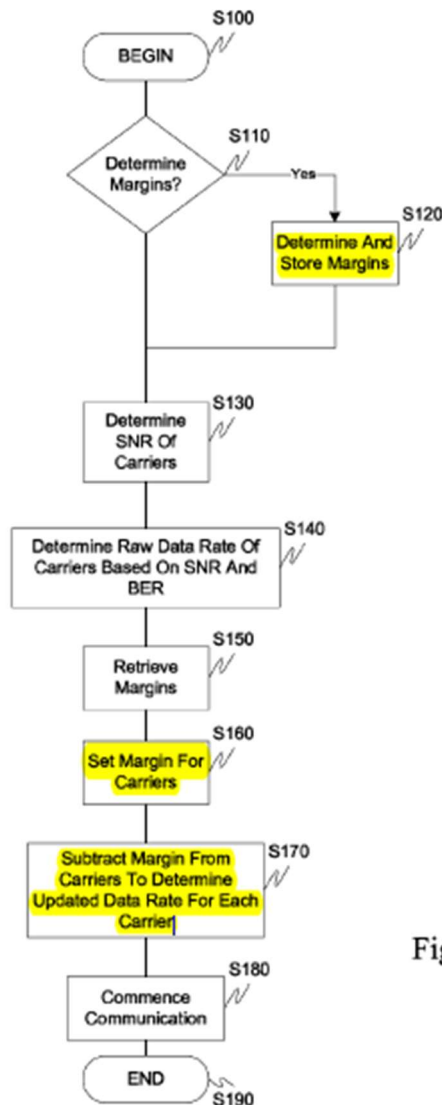 S100
BEGIN
S110
Determine
Margins?
Yes
S120
Determine And
Store Margins
S130
Determine
SNR Of
Carriers
S140
Determine Raw Data Rate Of
Carriers Based On SNR And
BER
S150
Retrieve
Margins
S160
Set Margin For
Carriers
S170
Subtract Margin From
Carriers To Determine
Updated Data Rate For Each
Carrier
Fig
S180
Commence
Communication
END
S190